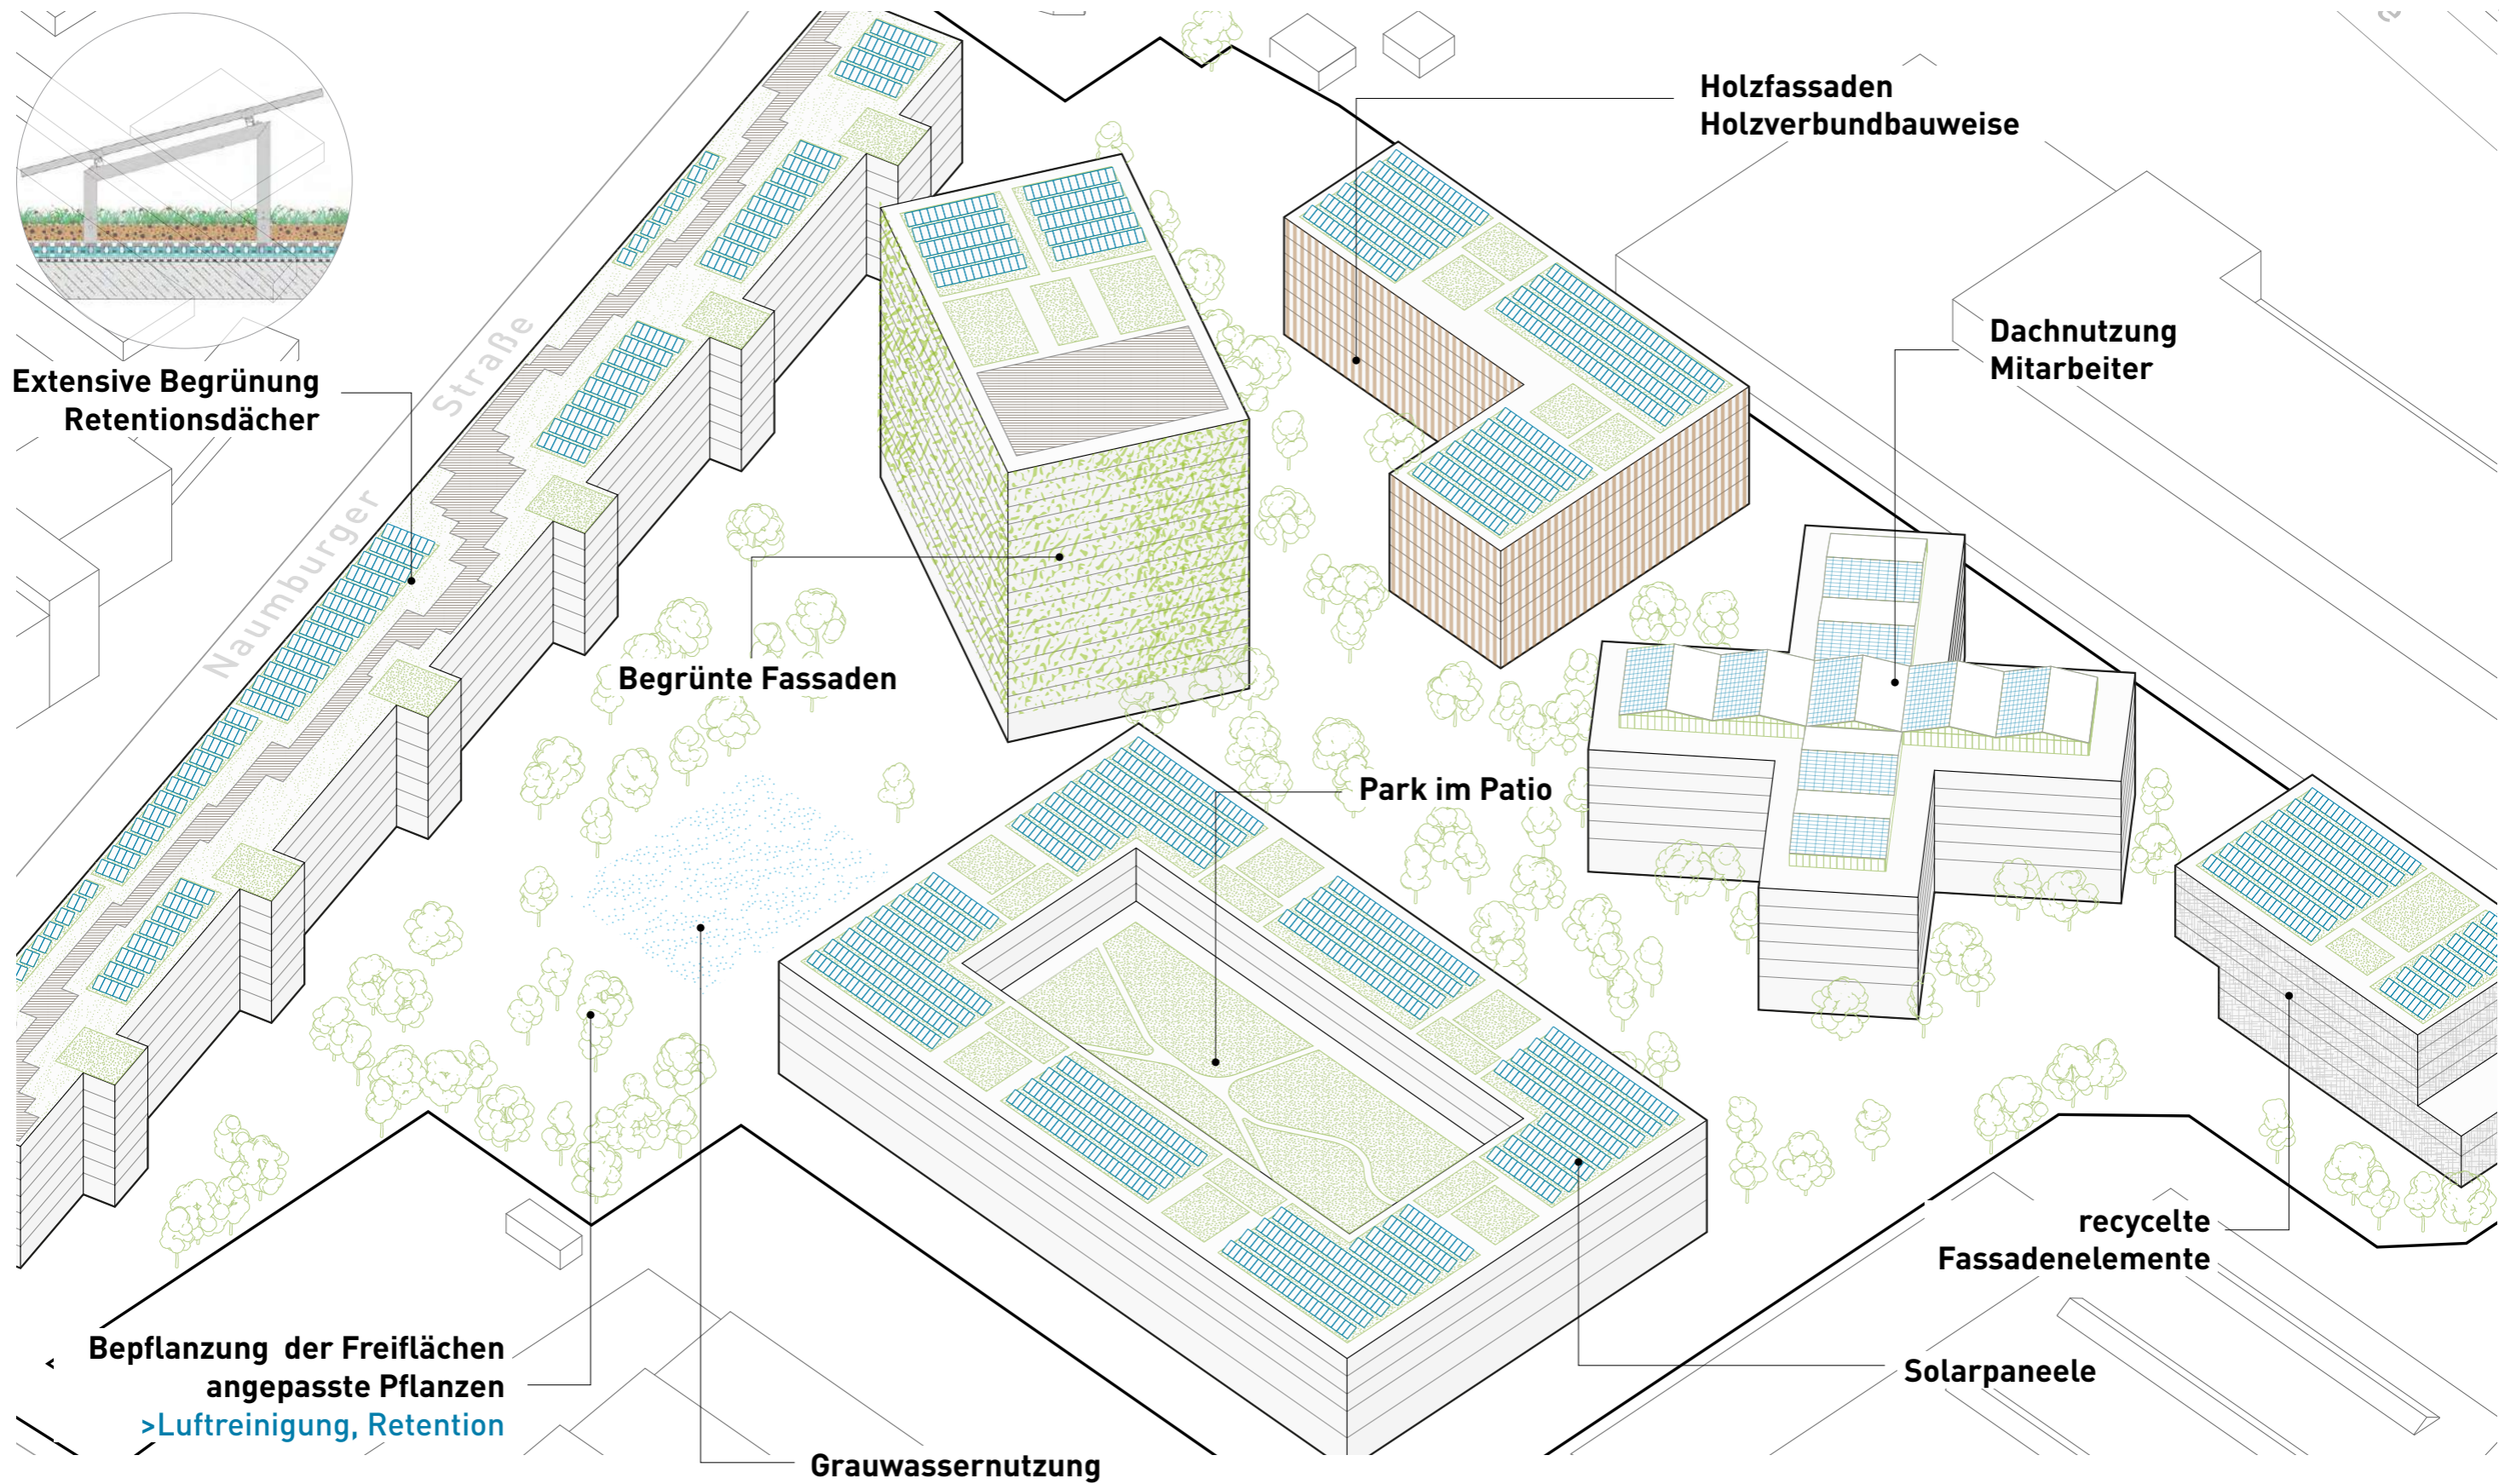 Holzfassaden
Holzverbundbauweise
Dachnutzung
Mitarbeiter
Extensive Begrünung
Retentionsdächer
Naumburger Straße
Begrünte Fassaden
Park im Patio
recycelte
Fassadenelemente
Bepflanzung der Freiflächen
angepasste Pflanzen
>Luftreinigung, Retention
Solarpaneele
Grauwassernutzung